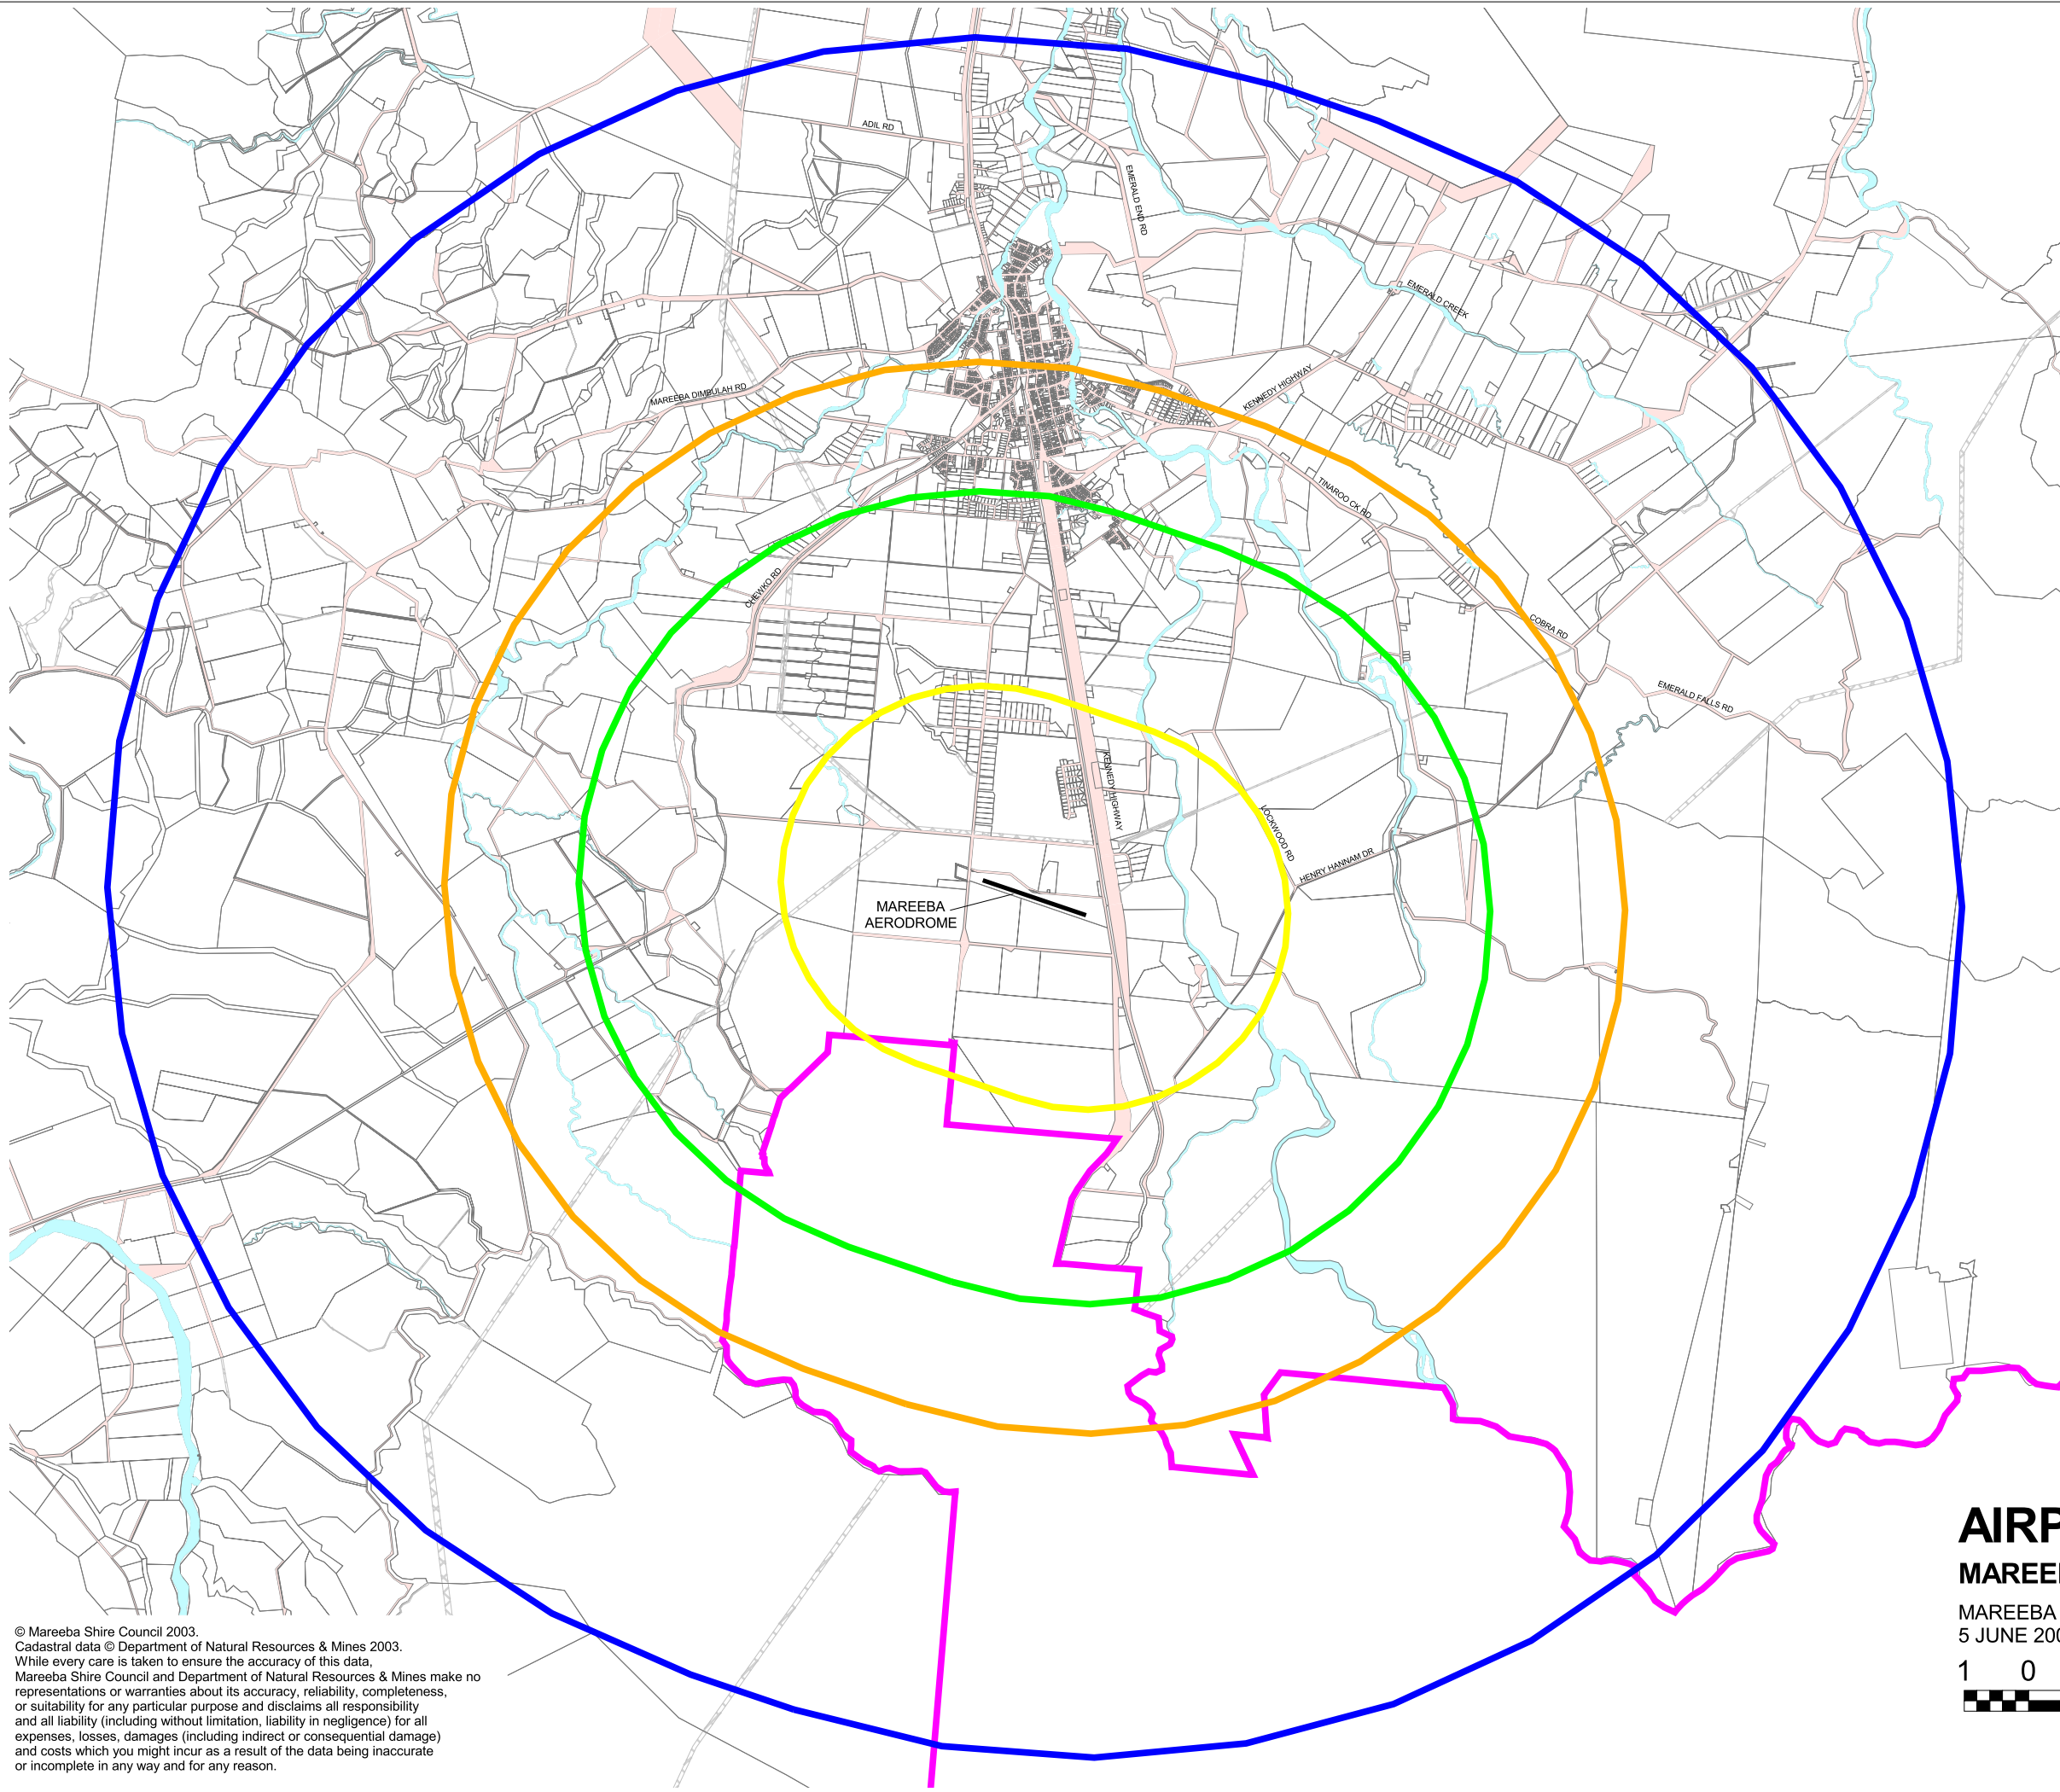 ADIL RD
EMERALD END RD
EMERALD CREEK
MAREEBA DIMBULAH RD
KENNEDY HIGHWAY
TINAROO CK RD
CHEWKO RD
COBRA RD
EMERALD FALLS RD
KENNEDY HIGHWAY
LOCKWOOD RD
HENRY HANNAM DR
MAREEBA
AERODROME
AIRP
MAREE
MAREEBA
5 JUNE 200
1 0
© Mareeba Shire Council 2003.
Cadastral data © Department of Natural Resources & Mines 2003.
While every care is taken to ensure the accuracy of this data,
Mareeba Shire Council and Department of Natural Resources & Mines make no
representations or warranties about its accuracy, reliability, completeness,
or suitability for any particular purpose and disclaims all responsibility
and all liability (including without limitation, liability in negligence) for all
expenses, losses, damages (including indirect or consequential damage)
and costs which you might incur as a result of the data being inaccurate
or incomplete in any way and for any reason.